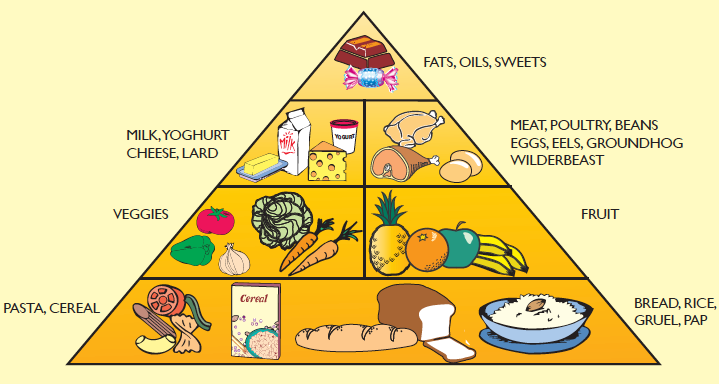 FATS, OILS, SWEETS
MILK, YOGHURT
CHEESE, LARD
Milk
YOGURT
MEAT, POULTRY, BEANS
EGGS, EELS, GROUNDHOG
WILDERBEAST
VEGGIES
FRUIT
PASTA, CEREAL
Cereal
BREAD, RICE,
GRUEL, PAP